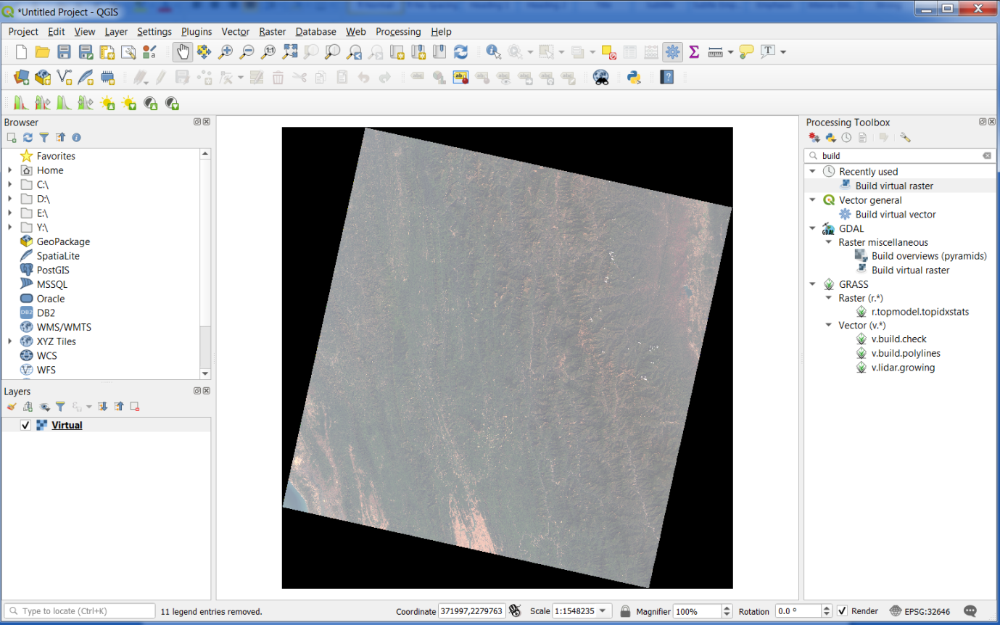 *Untitled Project - QGIS
Project Edit View Layer Settings Plugins Vector Raster Database Web Processing Help
Browser
Favorites
Home
C:\
D:\
E:\
Y:\
GeoPackage
SpatiaLite
PostGIS
MSSQL
Oracle
DB2
DB2
WMS/WMTS
XYZ Tiles
WCS
WFS
Layers
Virtual
Processing Toolbox
build
Recently used
Build virtual raster
Vector general
Build virtual vector
GDAL
Raster miscellaneous
Build overviews (pyramids)
Build virtual raster
GRASS
Raster (r.*)
r.topmodel.topidxstats
Vector (v.*)
v.build.check
v.build.polylines
v.lidar.growing
Type to locate (Ctrl+K) 11 legend entries removed. Coordinate 371997,2279763 Scale 1:1548235 Magnifier 100% Rotation 0.0 ° Render EPSG:32646